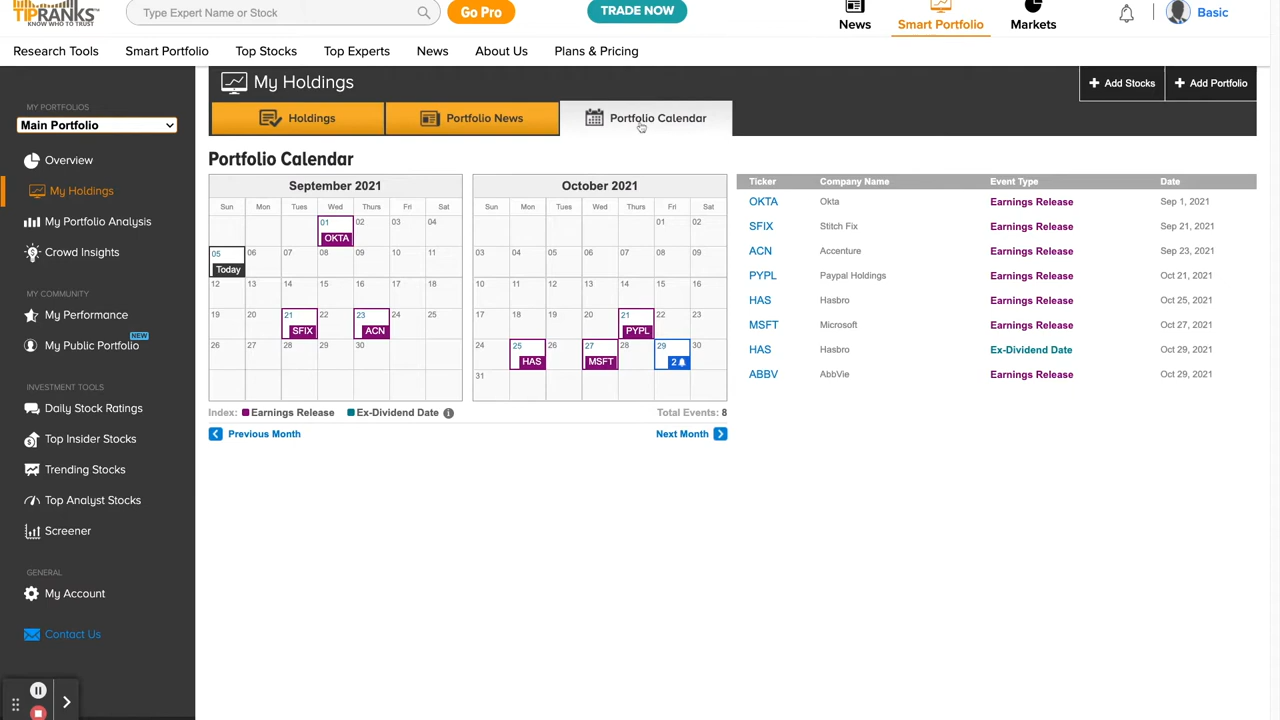 TIPRANKS
KNOW WHO TO TRUST
Type Expert Name or Stock
Go Pro
TRADE NOW
News
Smart Portfolio
Markets
Basic
Research Tools
Smart Portfolio
Top Stocks
Top Experts
News
About Us
Plans & Pricing
MY PORTFOLIOS
Main Portfolio
Overview
My Holdings
My Portfolio Analysis
Crowd Insights
MY COMMUNITY
My Performance
NEW
My Public Portfolio
INVESTMENT TOOLS
Daily Stock Ratings
Top Insider Stocks
Trending Stocks
Top Analyst Stocks
Screener
GENERAL
My Account
Contact Us
My Holdings
+ Add Stocks
+ Add Portfolio
Holdings
Portfolio News
Portfolio Calendar
Portfolio Calendar
September 2021
Sun Mon Tues Wed Thurs Fri Sat
01 02 03 04
OKTA
05 06 07 08 09 10 11
Today
12 13 14 15 16 17 18
19 20 21 22 23 24 25
SFIX ACN
26 27 28 29 30
October 2021
Sun Mon Tues Wed Thurs Fri Sat
01 02
03 04 05 06 07 08 09
10 11 12 13 14 15 16
17 18 19 20 21 22 23
PYPL
24 25 26 27 28 29 30
HAS MSFT 2
31
Index: Earnings Release Ex-Dividend Date
Total Events: 8
Previous Month
Next Month
Ticker Company Name Event Type Date
OKTA Okta Earnings Release Sep 1, 2021
SFIX Stitch Fix Earnings Release Sep 21, 2021
ACN Accenture Earnings Release Sep 23, 2021
PYPL Paypal Holdings Earnings Release Oct 21, 2021
HAS Hasbro Earnings Release Oct 25, 2021
MSFT Microsoft Earnings Release Oct 27, 2021
HAS Hasbro Ex-Dividend Date Oct 29, 2021
ABBV AbbVie Earnings Release Oct 29, 2021